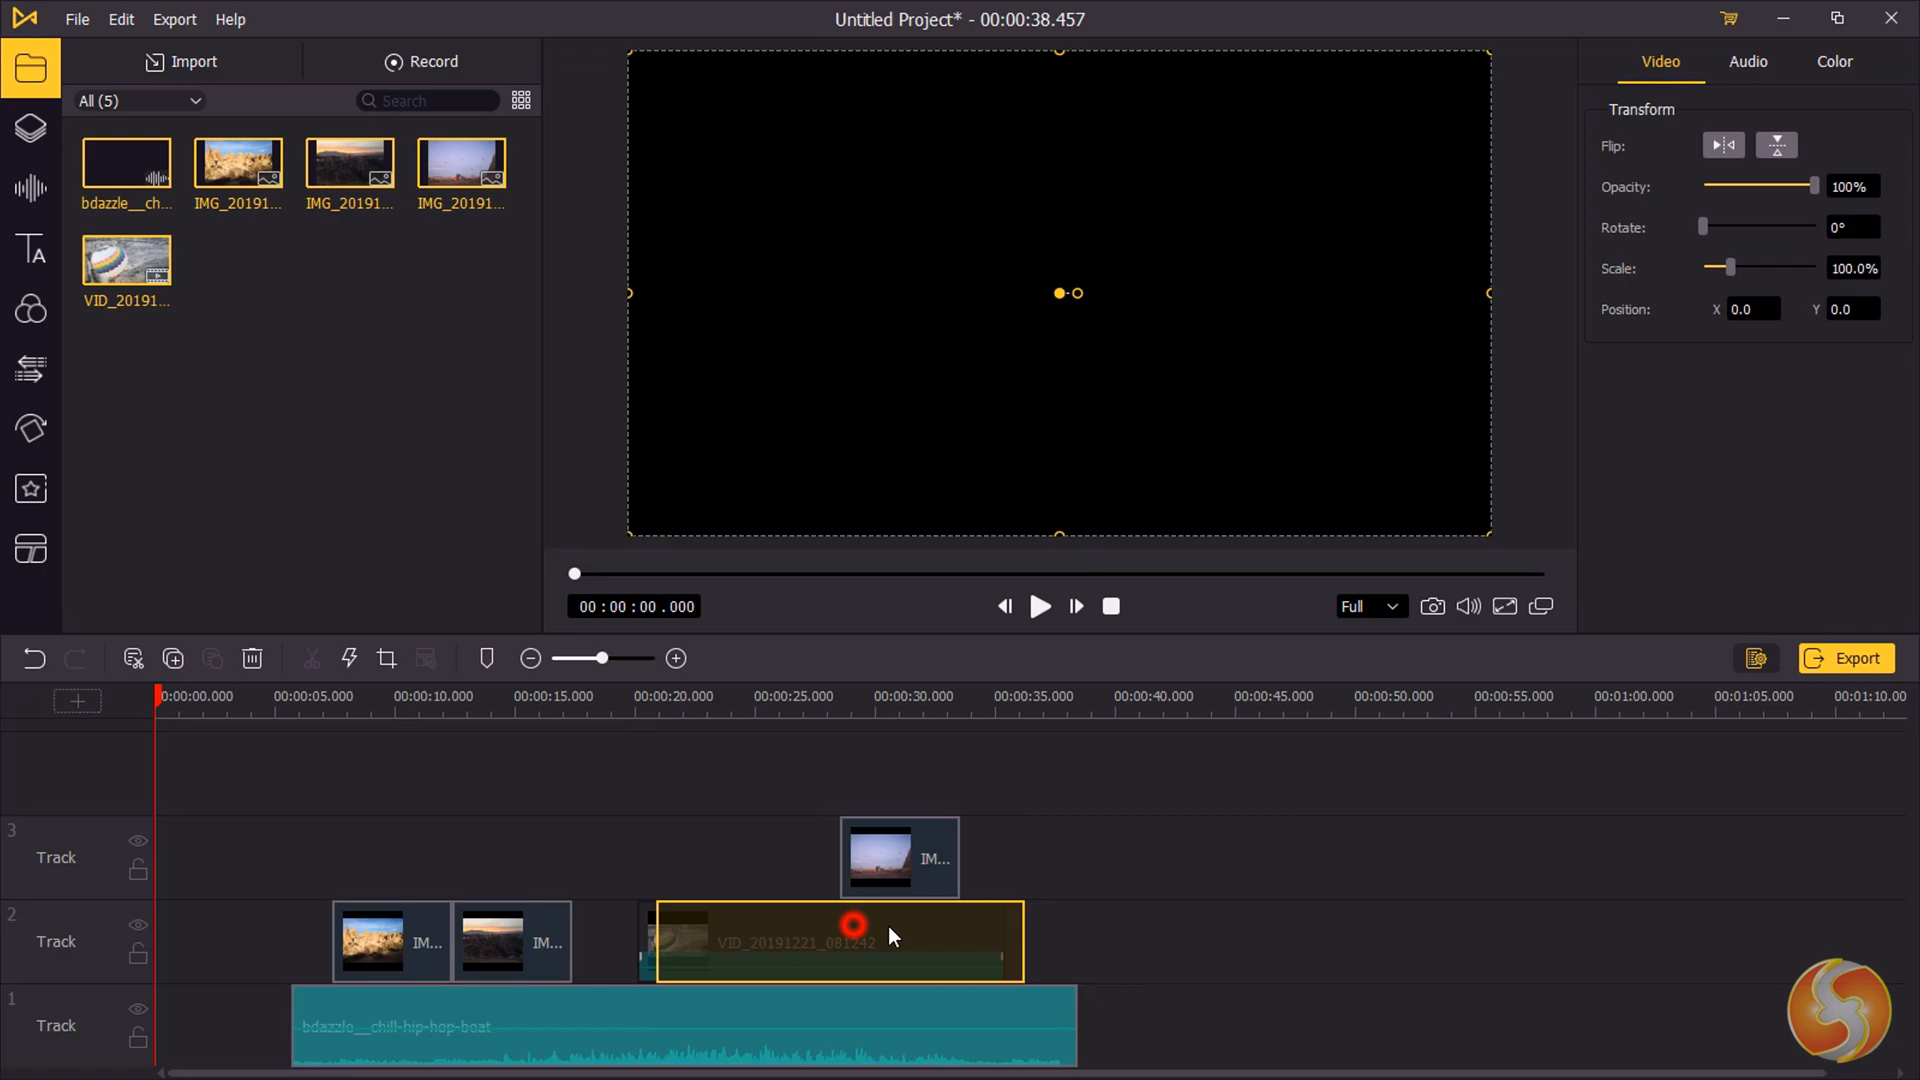 File Edit Export Help
Untitled Project* - 00:00:38.457
Import
Record
Video Audio Color
All (5)
Search
Transform
Flip:
Opacity: 100%
Rotate: 0°
Scale: 100.0%
Position: X 0.0 Y 0.0
bdazzle__ch... IMG_20191... IMG_20191... IMG_20191...
VID_20191...
00:00:00.000
Full
Export
0:00:00.000 00:00:05.000 00:00:10.000 00:00:15.000 00:00:20.000 00:00:25.000 00:00:30.000 00:00:35.000 00:00:40.000 00:00:45.000 00:00:50.000 00:00:55.000 00:01:00.000 00:01:05.000 00:01:10.00
3
Track
IM...
2
Track
IM...
IM...
VID_20191221_081242
1
Track
bdazzle__chill-hip-hop-beat